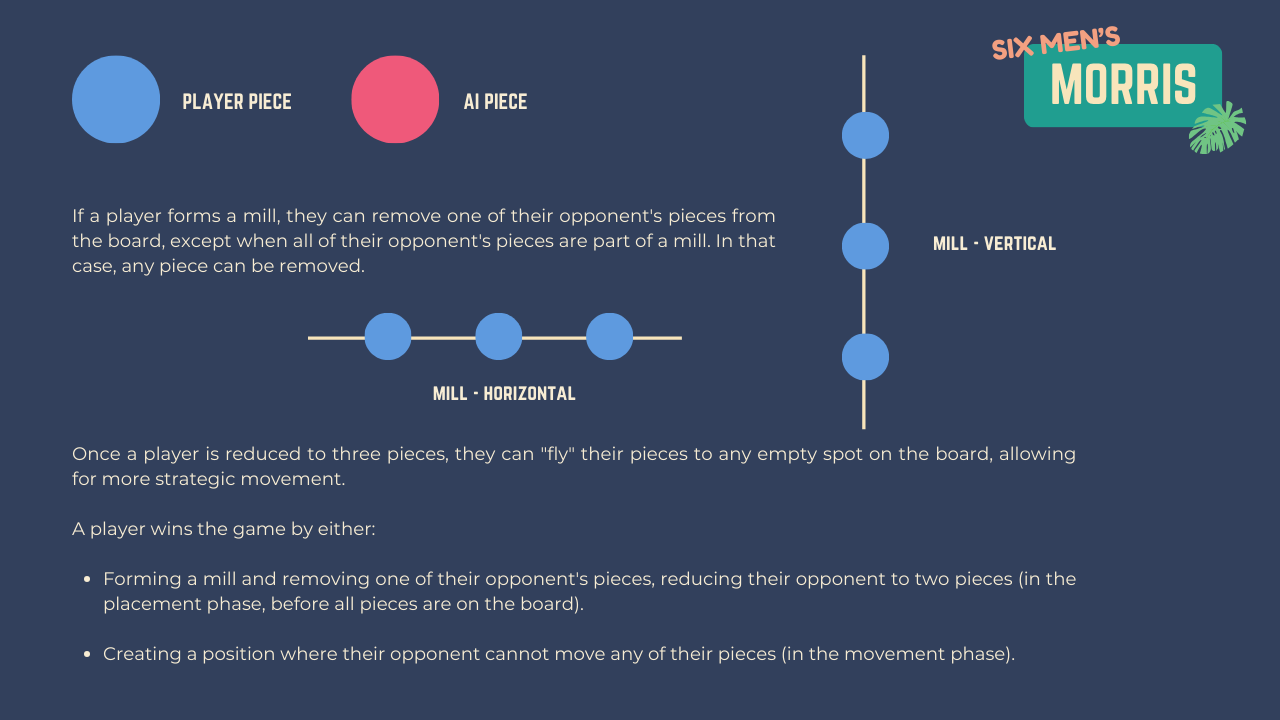 SIX MEN'S
MORRIS
PLAYER PIECE
AI PIECE
If a player forms a mill, they can remove one of their opponent's pieces from
the board, except when all of their opponent's pieces are part of a mill. In that
case, any piece can be removed.
MILL - VERTICAL
MILL - HORIZONTAL
Once a player is reduced to three pieces, they can "fly" their pieces to any empty spot on the board, allowing
for more strategic movement.
A player wins the game by either:
• Forming a mill and removing one of their opponent's pieces, reducing their opponent to two pieces (in the
placement phase, before all pieces are on the board).
• Creating a position where their opponent cannot move any of their pieces (in the movement phase).